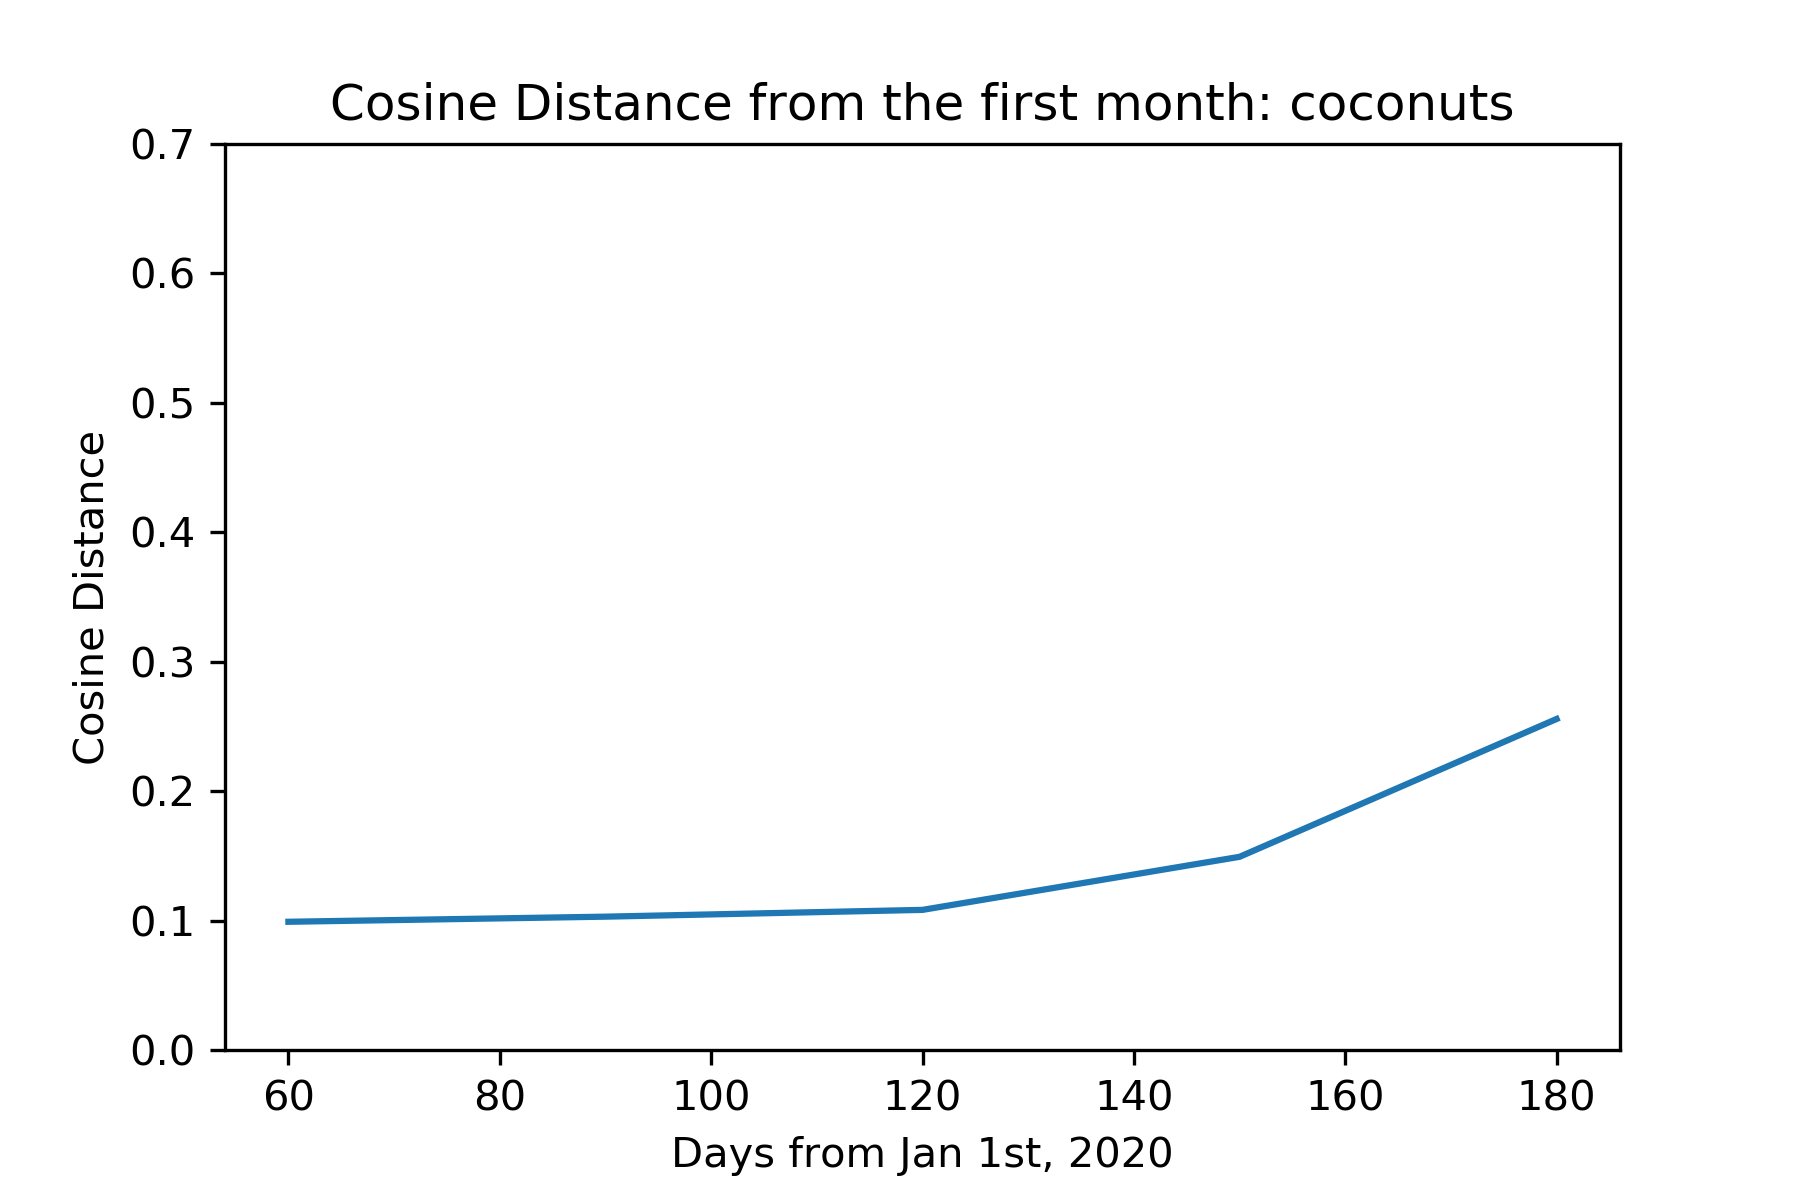 Cosine Distance from the first month: coconuts
0.7
0.6
0.5
0.4
0.3
0.2
0.1
0.0
Cosine Distance
60 80 100 120 140 160 180
Days from Jan 1st, 2020